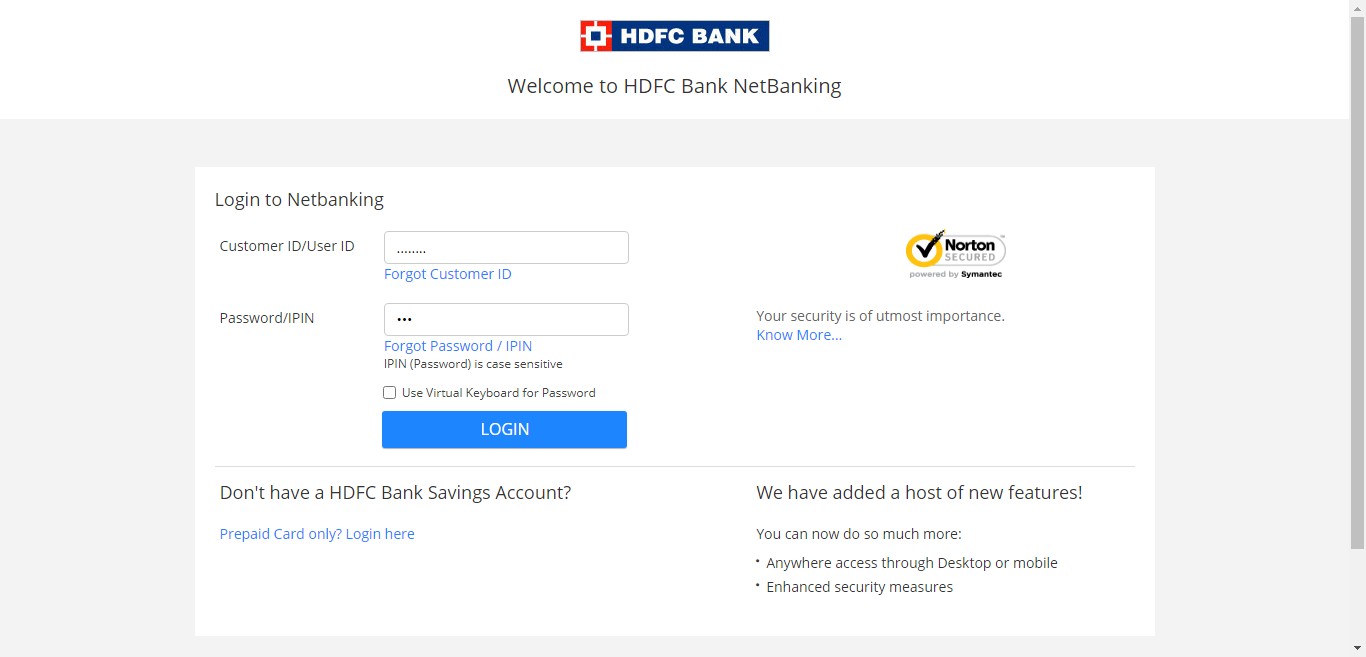 HDFC BANK
Welcome to HDFC Bank NetBanking
Login to Netbanking
Customer ID/User ID
........
Forgot Customer ID
Password/IPIN
•••
Forgot Password / IPIN
IPIN (Password) is case sensitive
Use Virtual Keyboard for Password
LOGIN
Norton
SECURED
powered by Symantec
Your security is of utmost importance.
Know More...
Don't have a HDFC Bank Savings Account?
Prepaid Card only? Login here
We have added a host of new features!
You can now do so much more:
• Anywhere access through Desktop or mobile
• Enhanced security measures